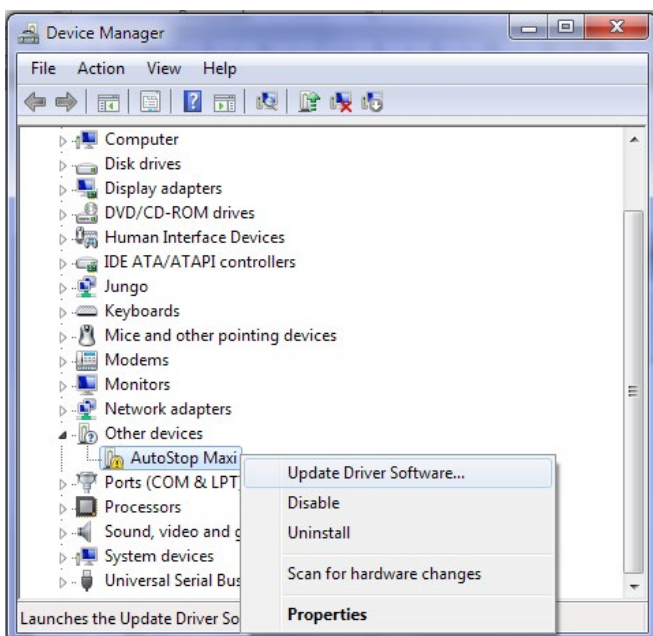 Device Manager
File Action View Help
Computer
Disk drives
Display adapters
DVD/CD-ROM drives
Human Interface Devices
IDE ATA/ATAPI controllers
Jungo
Keyboards
Mice and other pointing devices
Modems
Monitors
Network adapters
Other devices
AutoStop Maxi
Ports (COM & LPT
Processors
Sound, video and g
System devices
Universal Serial Bus
Update Driver Software...
Disable
Uninstall
Scan for hardware changes
Properties
Launches the Update Driver So